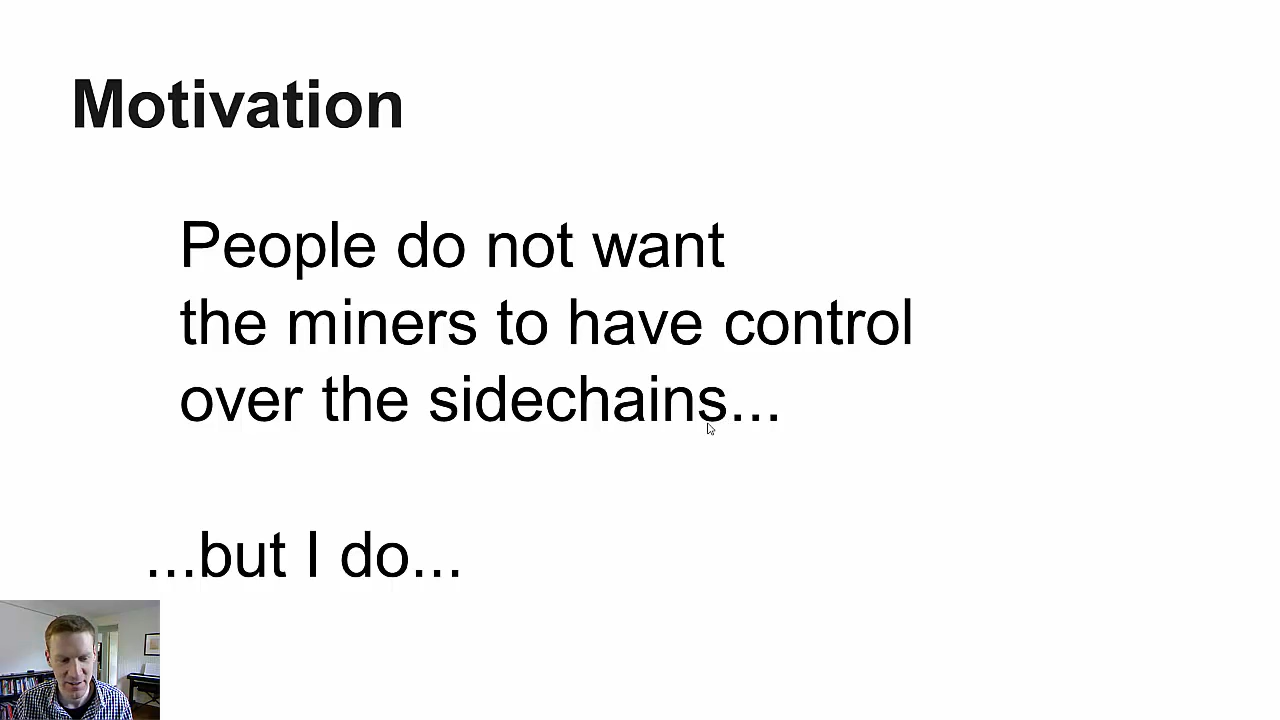 Motivation
People do not want
the miners to have control
over the sidechains...
...but I do...